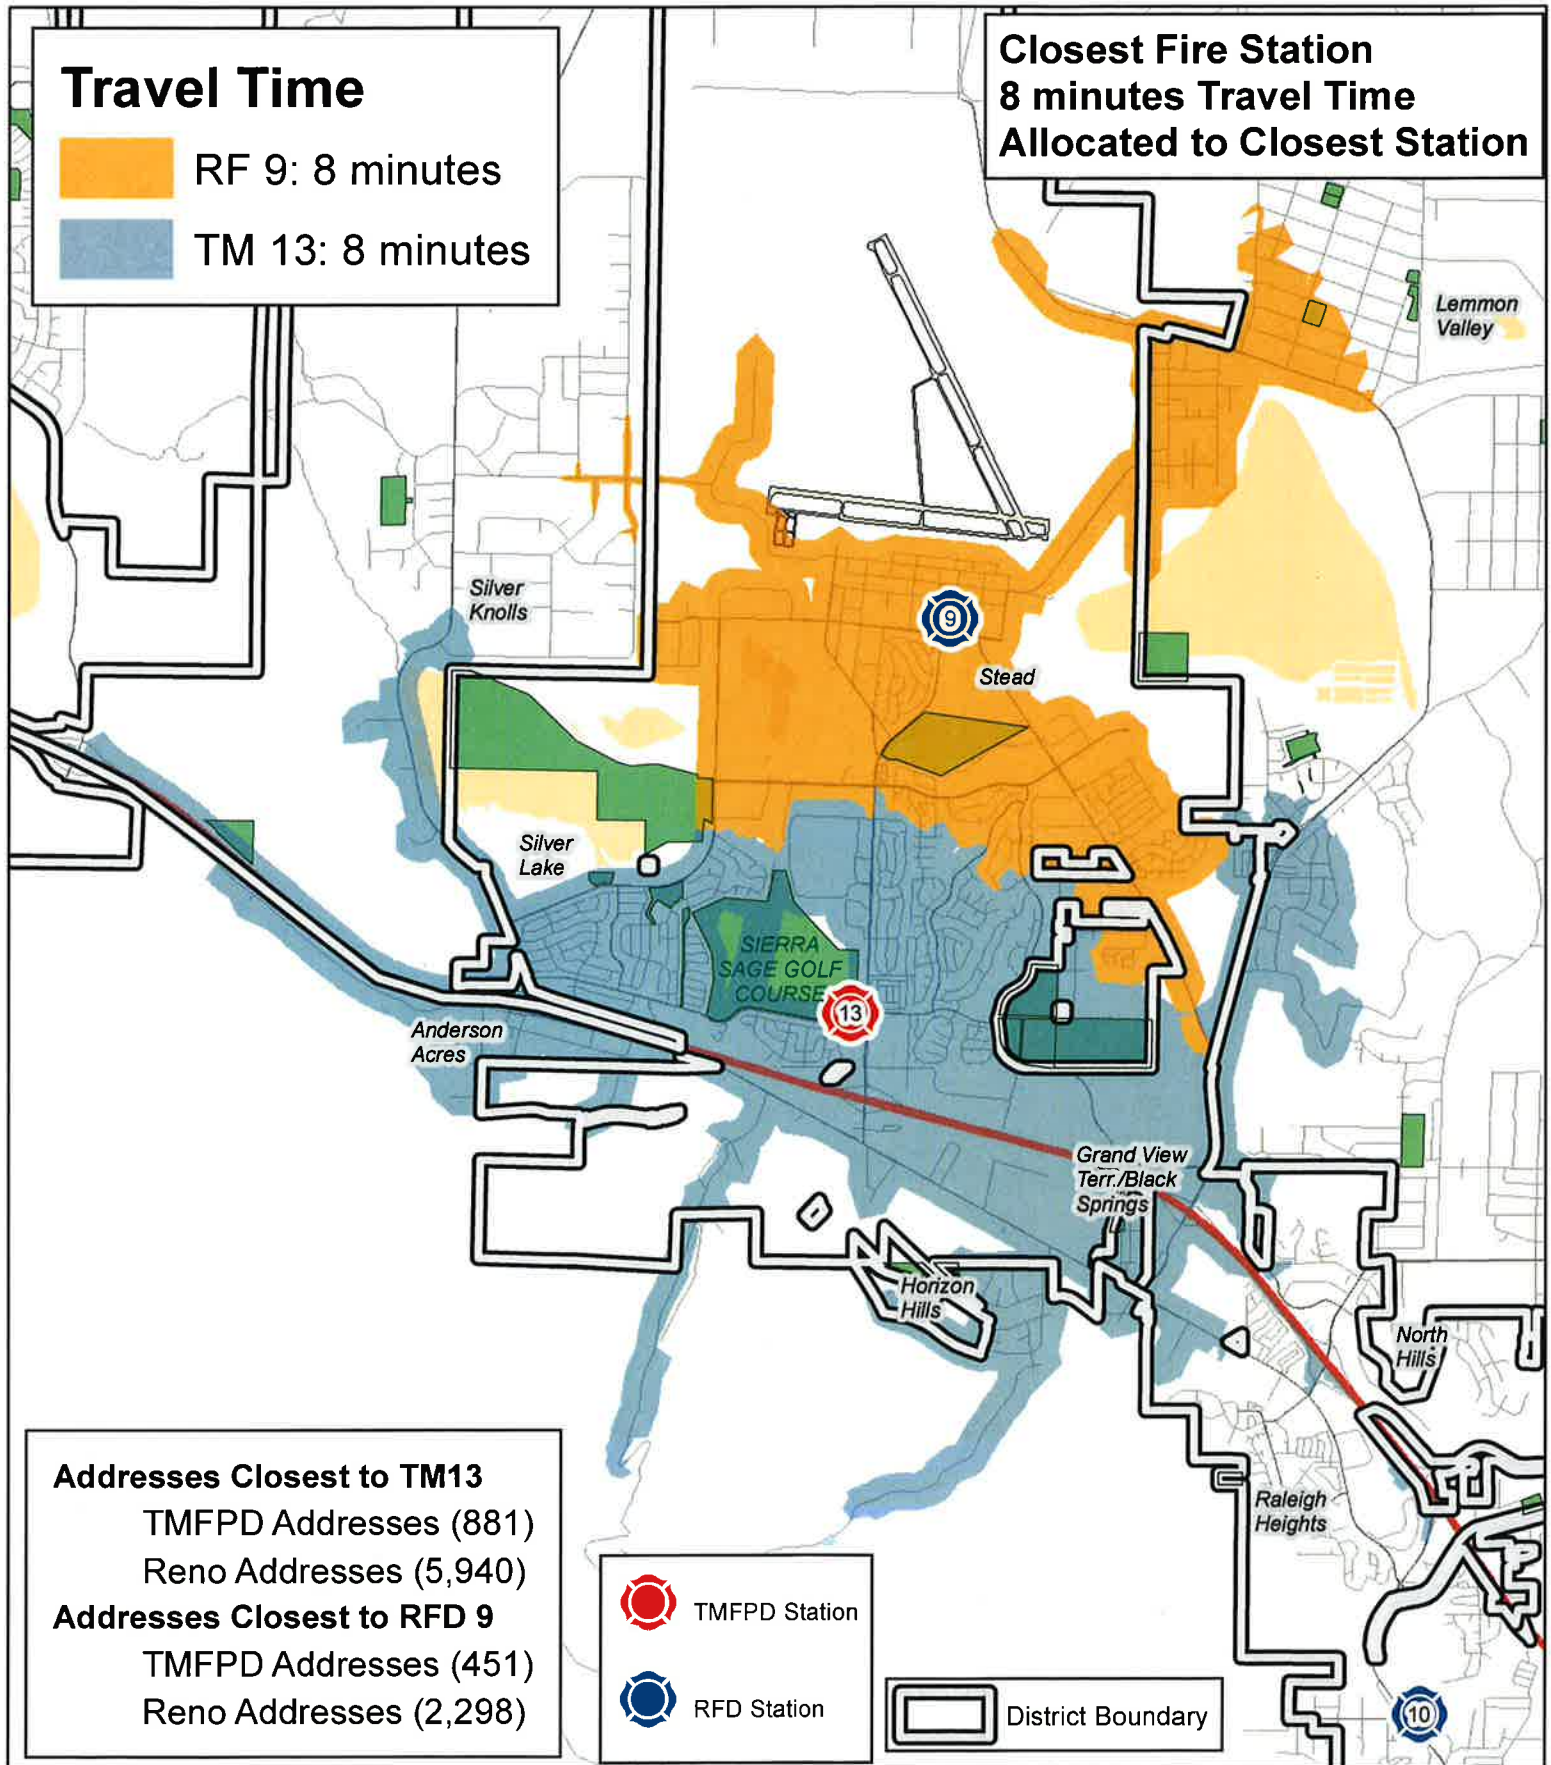 Travel Time
RF 9: 8 minutes
TM 13: 8 minutes
Closest Fire Station
8 minutes Travel Time
Allocated to Closest Station
Lemmon
Valley
Silver
Knolls
9
Stead
Silver
Lake
SIERRA
SAGE GOLF
COURSE
13
Anderson
Acres
Grand View
Terr./Black
Springs
Horizon
Hills
North
Hills
Raleigh
Heights
10
Addresses Closest to TM13
TMFPD Addresses (881)
Reno Addresses (5,940)
Addresses Closest to RFD 9
TMFPD Addresses (451)
Reno Addresses (2,298)
TMFPD Station
RFD Station
District Boundary